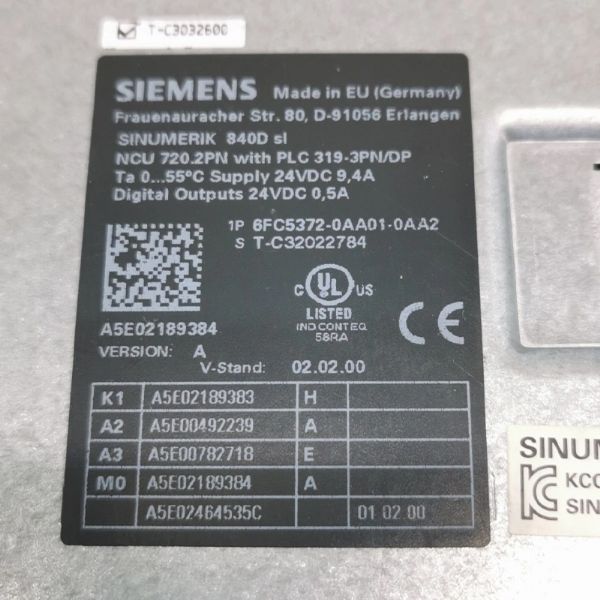 T-C3032600
SIEMENS Made in EU (Germany)
Frauenauracher Str. 80, D-91056 Erlangen
SINUMERIK 840D sl
NCU 720.2PN with PLC 319-3PN/DP
Ta 0...55°C Supply 24VDC 9,4A
Digital Outputs 24VDC 0,5A
1P 6FC5372-0AA01-0AA2
S T-C32022784
C UL US
LISTED
IND CONT EQ
58RA
CE
A5E02189384
VERSION: A
V-Stand: 02.02.00
K1 A5E02189383 H
A2 A5E00492239 A
A3 A5E00782718 E
M0 A5E02189384 A
A5E02464535C 01 02.00
SINUM
KCC
SIN